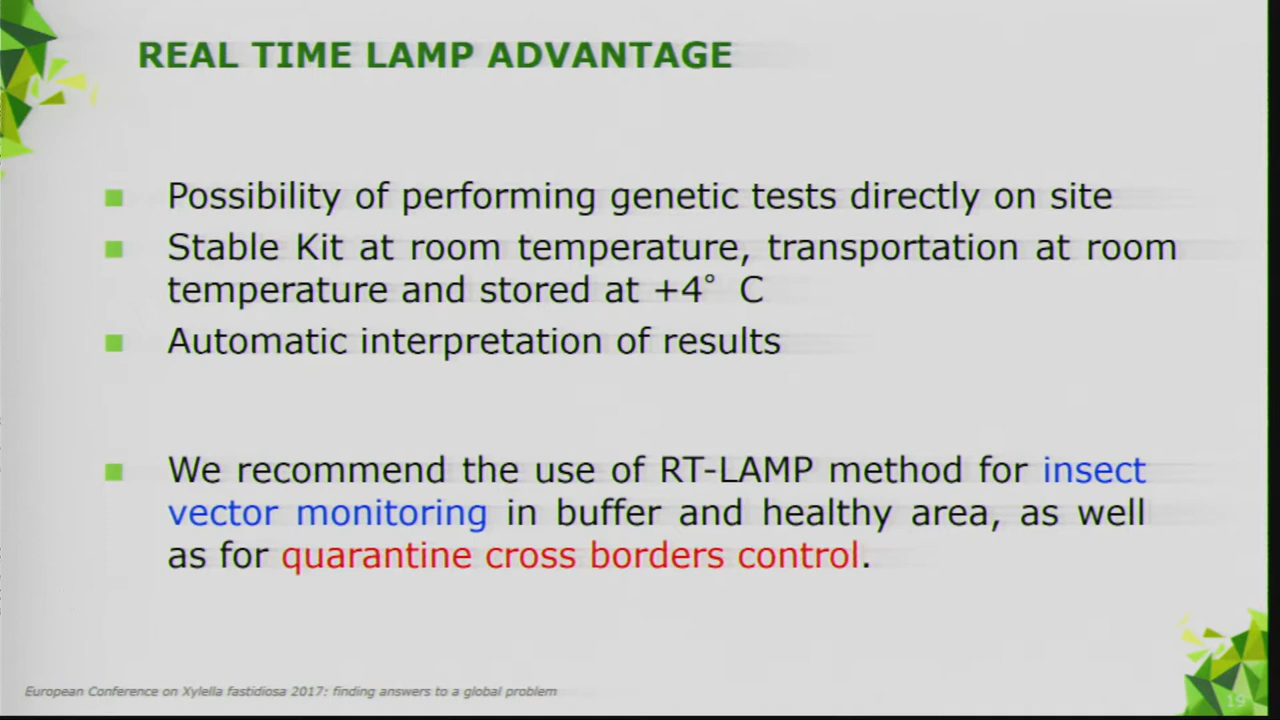 REAL TIME LAMP ADVANTAGE
Possibility of performing genetic tests directly on site
Stable Kit at room temperature, transportation at room
temperature and stored at +4° C
Automatic interpretation of results
We recommend the use of RT-LAMP method for insect
vector monitoring in buffer and healthy area, as well
as for quarantine cross borders control.
European Conference on Xylella fastidiosa 2017: finding answers to a global problem
19